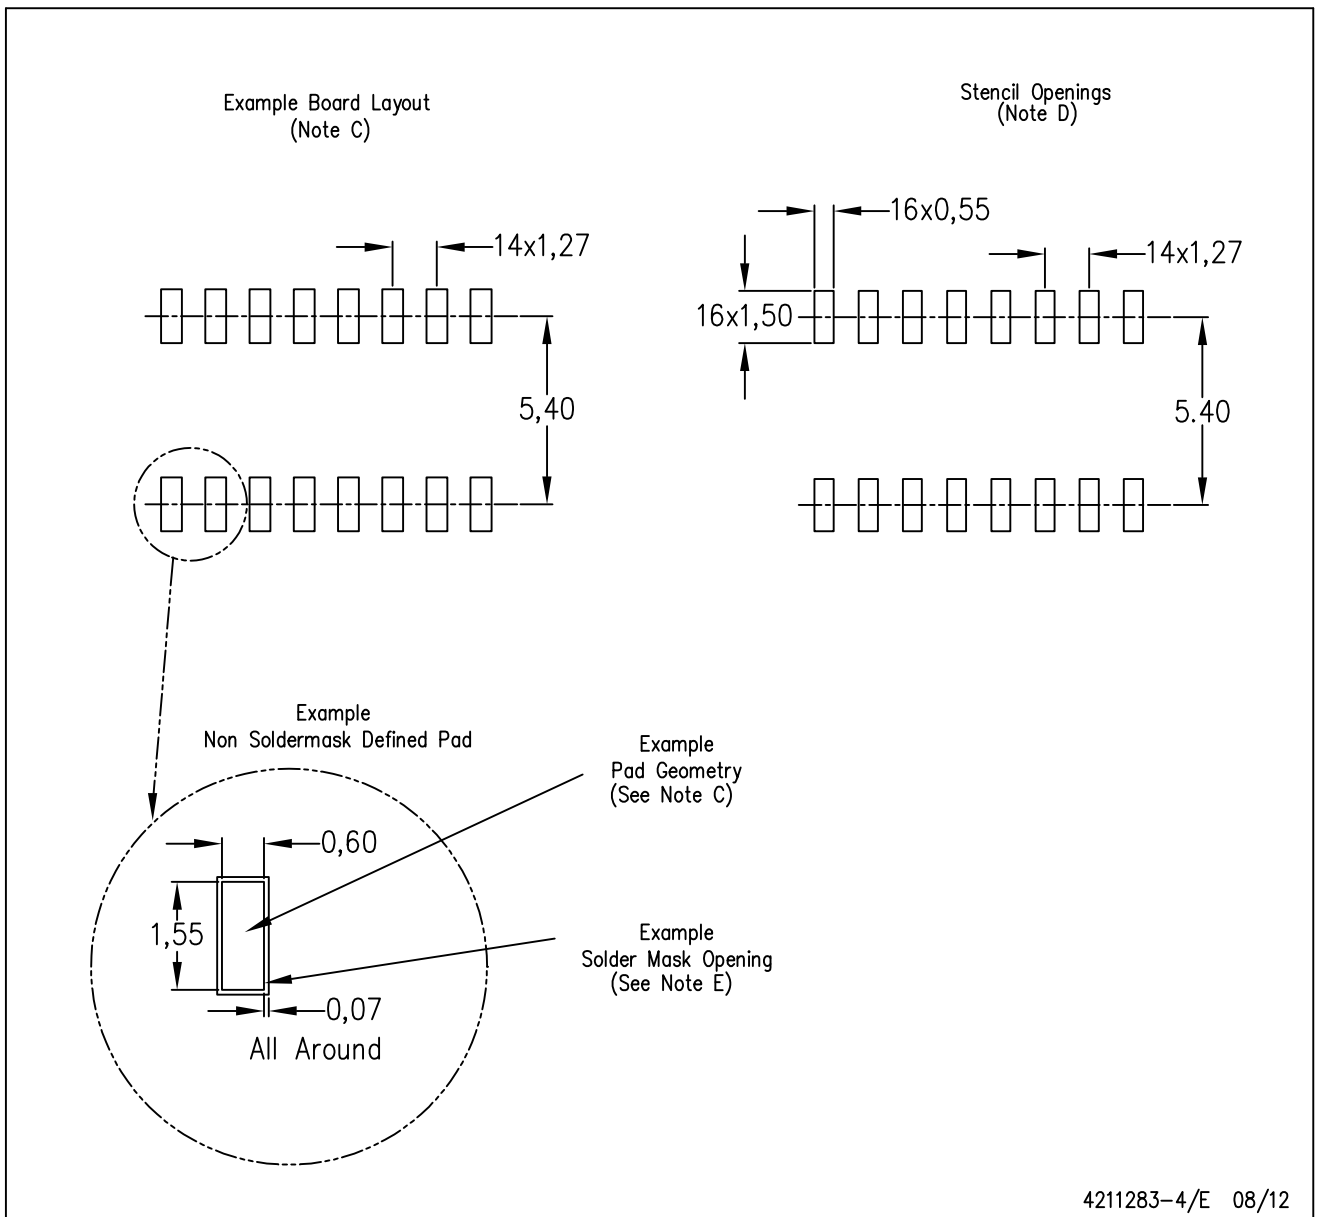 Example Board Layout
(Note C)
Stencil Openings
(Note D)
14x1,27
5,40
16x0,55
14x1,27
16x1,50
5.40
Example
Non Soldermask Defined Pad
0,60
1,55
0,07
All Around
Example
Pad Geometry
(See Note C)
Example
Solder Mask Opening
(See Note E)
4211283-4/E 08/12